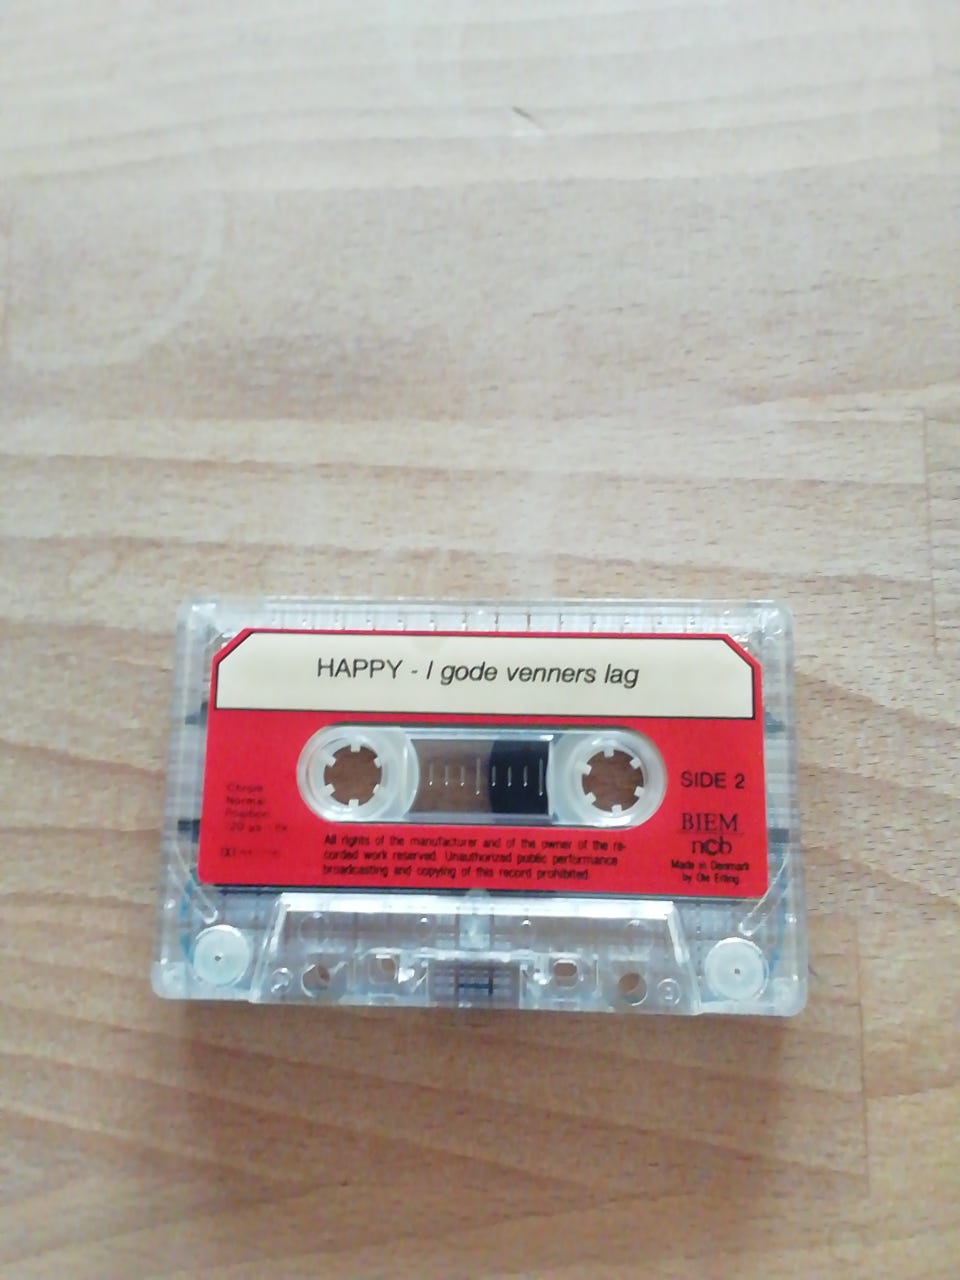 HAPPY - I gode venners lag
SIDE 2
Chrom
Normal
Position
120 µs
BIEM
ncb
Made in Denmark
by Ole Erling
All rights of the manufacturer and of the owner of the re-
corded work reserved. Unauthorized public performance
broadcasting and copying of this record prohibited.